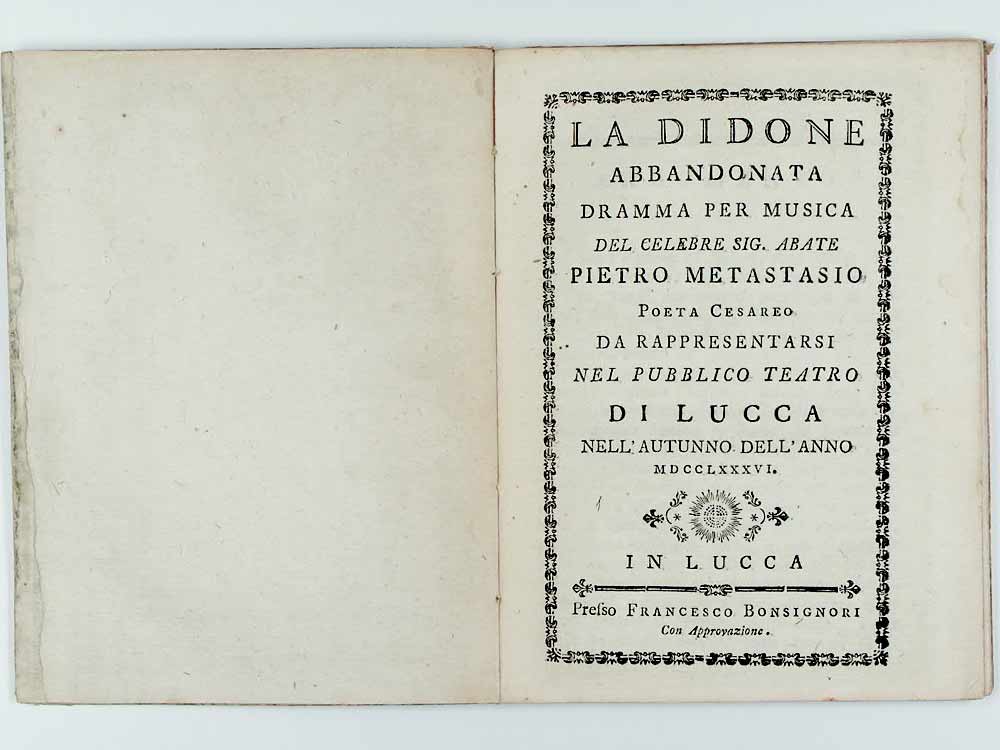 LA DIDONE
ABBANDONATA
DRAMMA PER MUSICA
DEL CELEBRE SIG. ABATE
PIETRO METASTASIO
POETA CESAREO
DA RAPPRESENTARSI
NEL PUBBLICO TEATRO
DI LUCCA
NELL'AUTUNNO DELL'ANNO
MDCCLXXXVI.
IN LUCCA
Preſſo FRANCESCO BONSIGNORI
Con Approvazione.